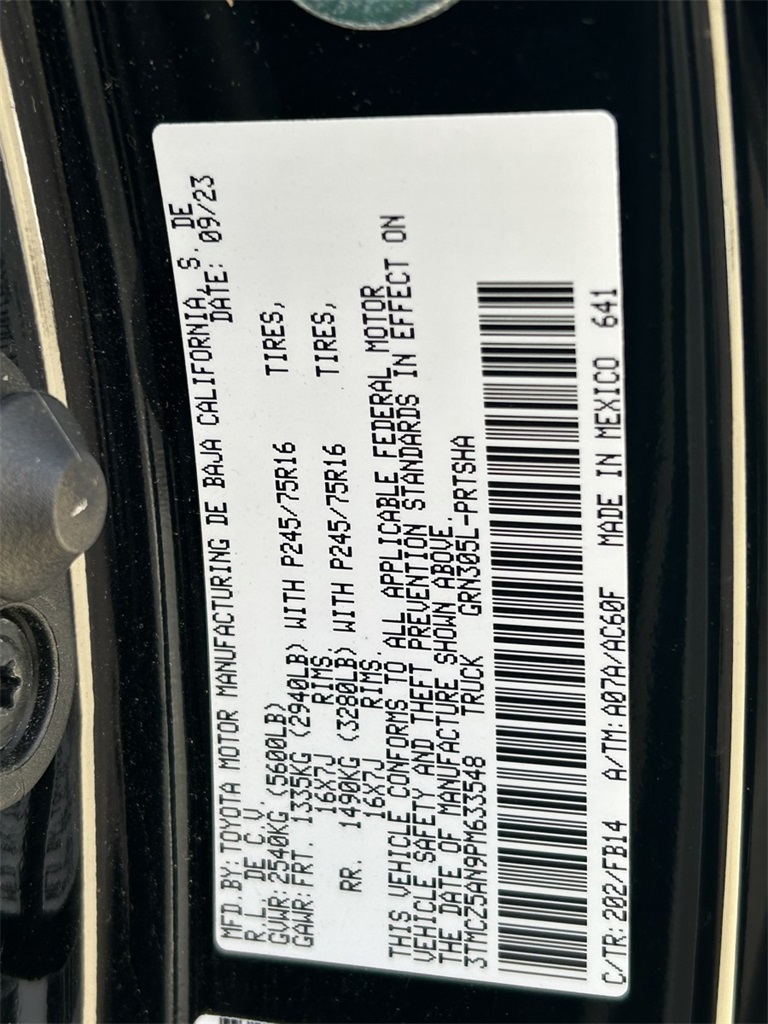 MFD.BY: TOYOTA MOTOR MANUFACTURING DE BAJA CALIFORNIA, S. DE
R.L. DE C.V. DATE: 09/23
GVWR: 2540KG (5600LB)
GAWR: FRT. 1335KG (2940LB) WITH P245/75R16 TIRES,
16X7J RIMS,
RR. 1490KG (3280LB) WITH P245/75R16 TIRES,
16X7J RIMS
THIS VEHICLE CONFORMS TO ALL APPLICABLE FEDERAL MOTOR
VEHICLE SAFETY AND THEFT PREVENTION STANDARDS IN EFFECT ON
THE DATE OF MANUFACTURE SHOWN ABOVE.
3TMCZ5AN9PM633548 TRUCK GRN305L-PRTSHA
C/TR: 202/FB14 A/TM: A07A/AC60F MADE IN MEXICO 641